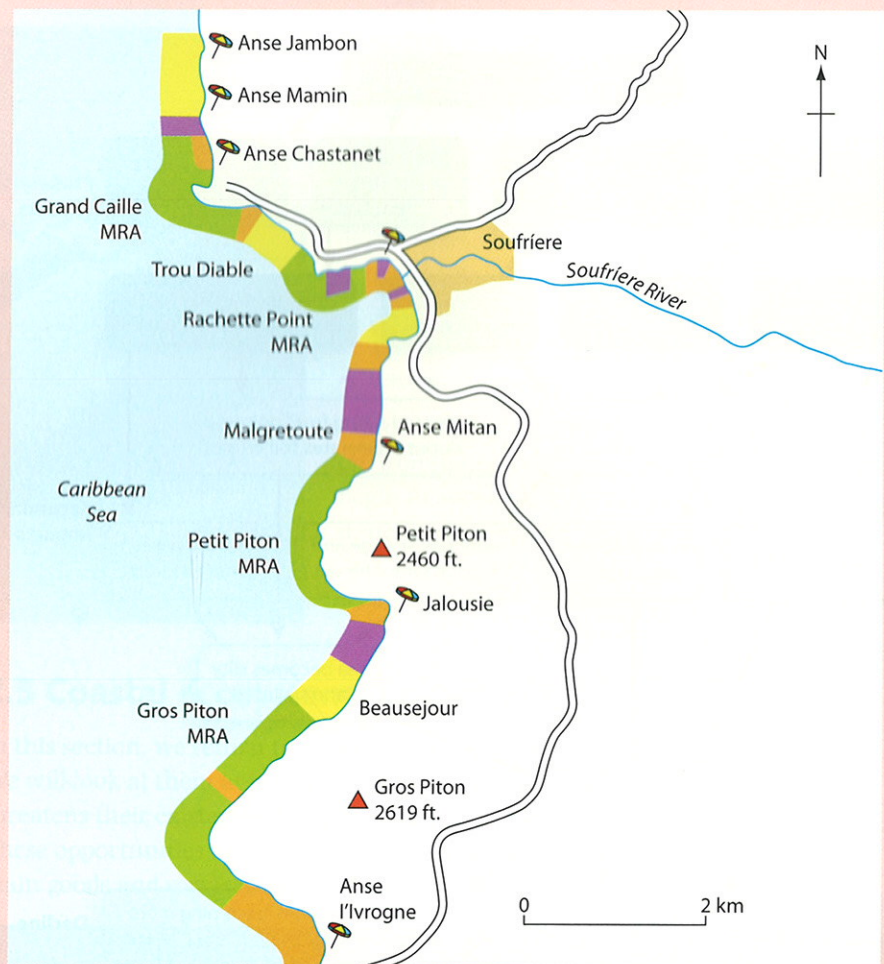 Anse Jambon
N
Anse Mamin
Anse Chastanet
Grand Caille
MRA
Soufríere
Trou Diable
Soufríere River
Rachette Point
MRA
Anse Mitan
Malgretoute
Caribbean
Sea
Petit Piton
2460 ft.
Petit Piton
MRA
Jalousie
Beausejour
Gros Piton
MRA
Gros Piton
2619 ft.
Anse
l'Ivrogne
0
2 km